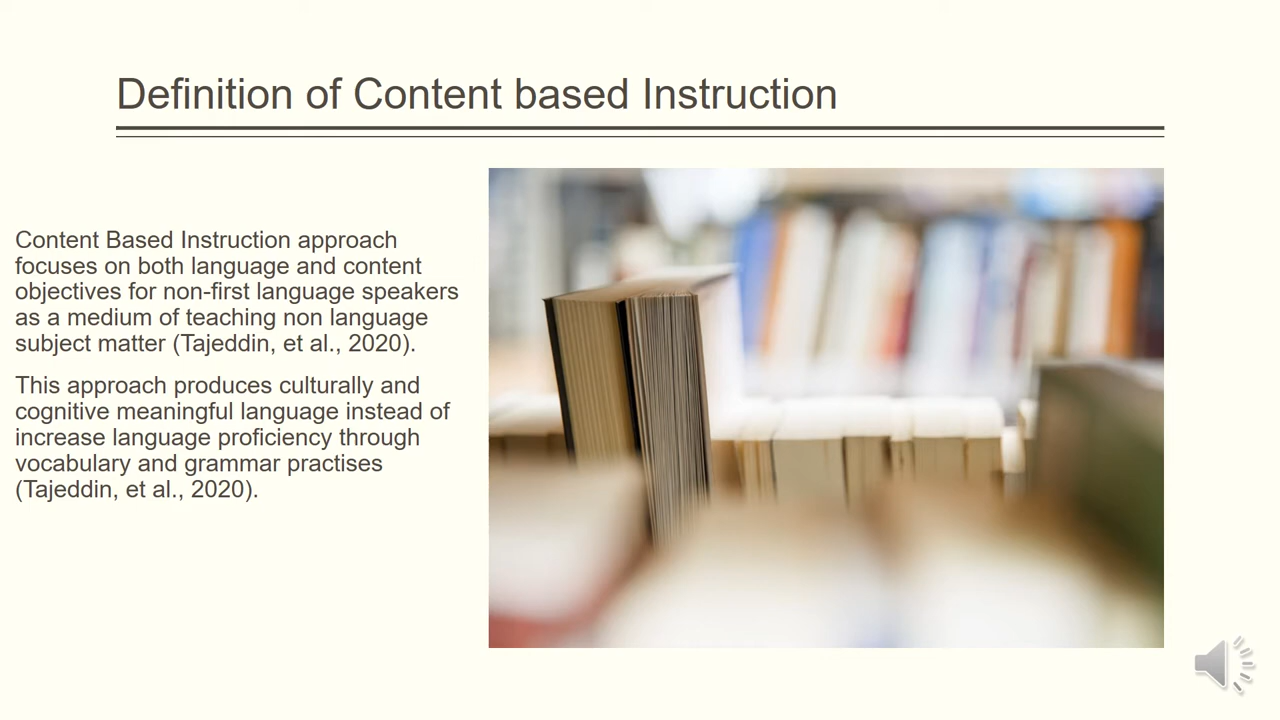 Definition of Content based Instruction
Content Based Instruction approach
focuses on both language and content
objectives for non-first language speakers
as a medium of teaching non language
subject matter (Tajeddin, et al., 2020).
This approach produces culturally and
cognitive meaningful language instead of
increase language proficiency through
vocabulary and grammar practises
(Tajeddin, et al., 2020).